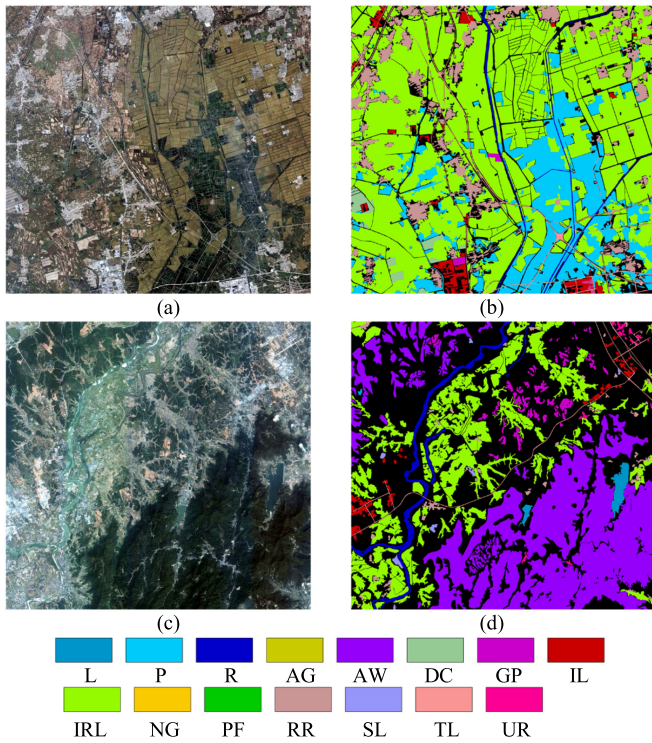 (a) (b)
(c) (d)
L P R AG AW DC GP IL
IRL NG PF RR SL TL UR